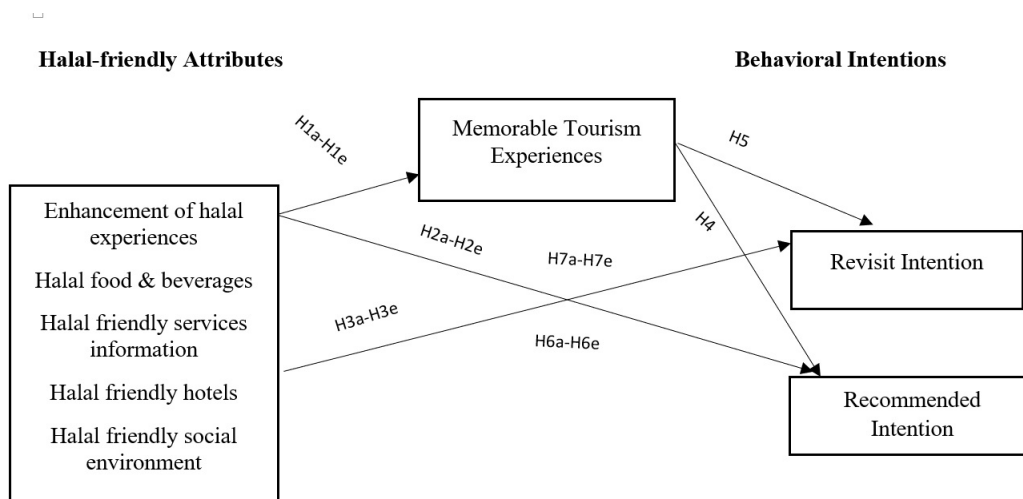 Halal-friendly Attributes
Behavioral Intentions
H1a-H1e
Memorable Tourism
Experiences
H5
Enhancement of halal
experiences
Halal food & beverages
Halal friendly services
information
Halal friendly hotels
Halal friendly social
environment
H2a-H2e
H7a-H7e
H4
H3a-H3e
H6a-H6e
Revisit Intention
Recommended
Intention